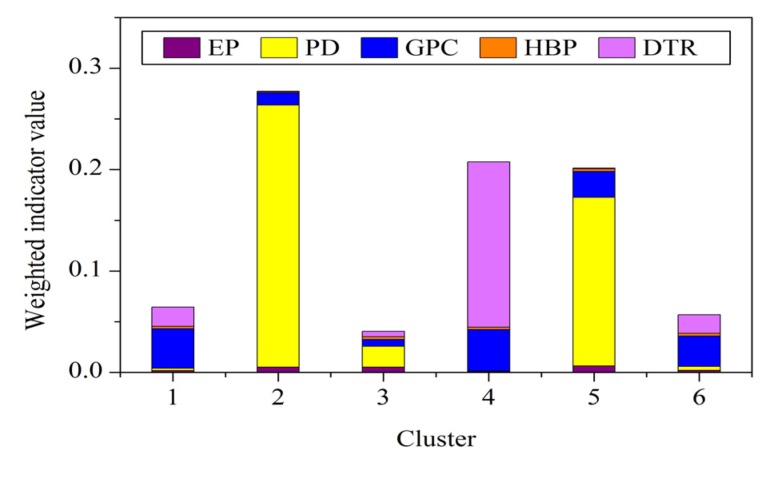 EP PD GPC HBP DTR
Weighted indicator value
0.3
0.2
0.1
0.0
1 2 3 4 5 6
Cluster